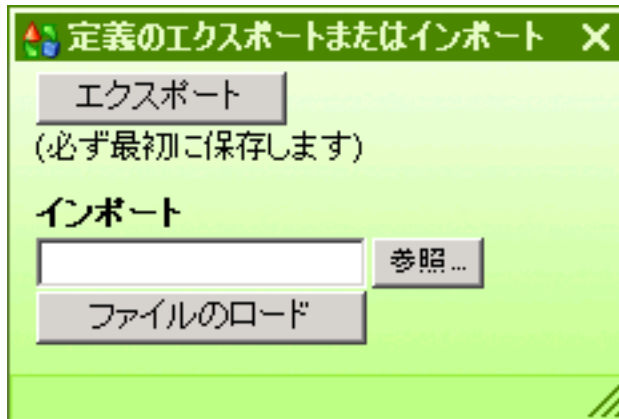 定義のエクスポートまたはインポート
エクスポート
(必ず最初に保存します)
インポート
参照...
ファイルのロード